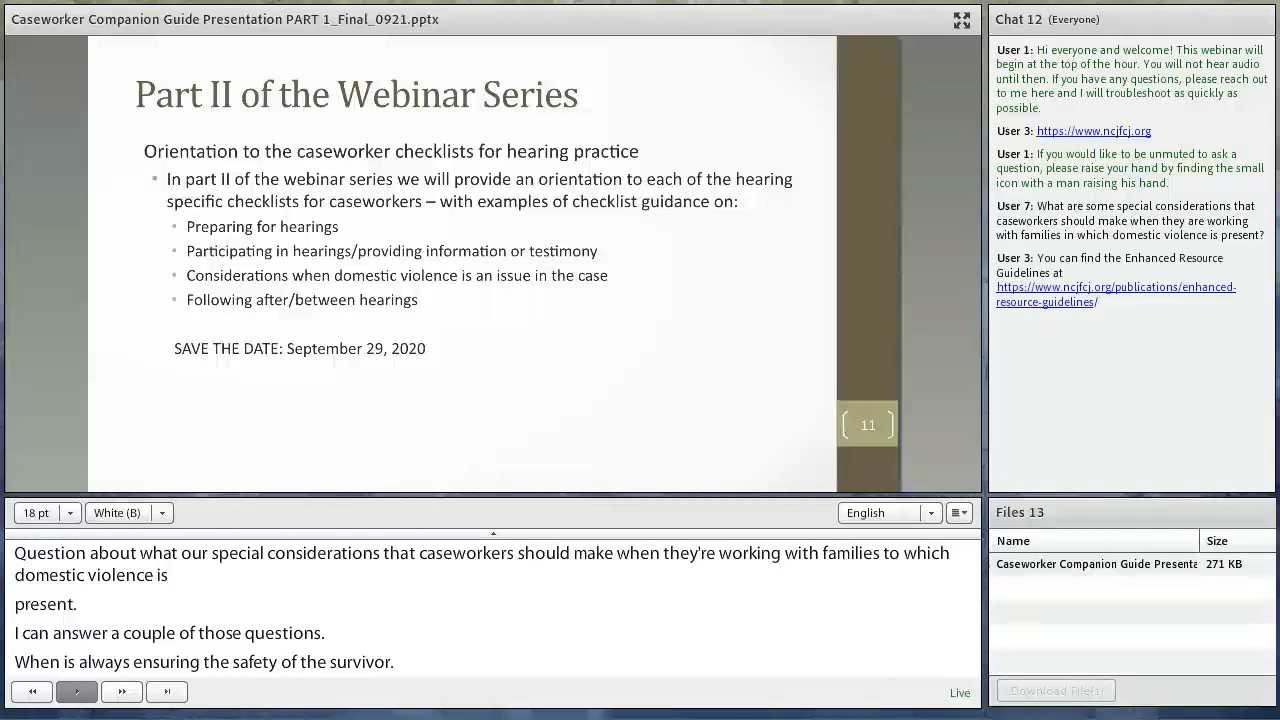 Caseworker Companion Guide Presentation PART 1_Final_0921.pptx
Part II of the Webinar Series
Orientation to the caseworker checklists for hearing practice
• In part II of the webinar series we will provide an orientation to each of the hearing
specific checklists for caseworkers – with examples of checklist guidance on:
• Preparing for hearings
• Participating in hearings/providing information or testimony
• Considerations when domestic violence is an issue in the case
• Following after/between hearings
SAVE THE DATE: September 29, 2020
11
18 pt
White (B)
English
Question about what our special considerations that caseworkers should make when they're working with families to which
domestic violence is
present.
I can answer a couple of those questions.
When is always ensuring the safety of the survivor.
Live
Chat 12 (Everyone)
User 1: Hi everyone and welcome! This webinar will
begin at the top of the hour. You will not hear audio
until then. If you have any questions, please reach out
to me here and I will troubleshoot as quickly as
possible.
User 3: https://www.ncjfcj.org
User 1: If you would like to be unmuted to ask a
question, please raise your hand by finding the small
icon with a man raising his hand.
User 7: What are some special considerations that
caseworkers should make when they are working
with families in which domestic violence is present?
User 3: You can find the Enhanced Resource
Guidelines at
https://www.ncjfcj.org/publications/enhanced-
resource-guidelines/
Files 13
Name Size
Caseworker Companion Guide Presenta 271 KB
Download File(s)